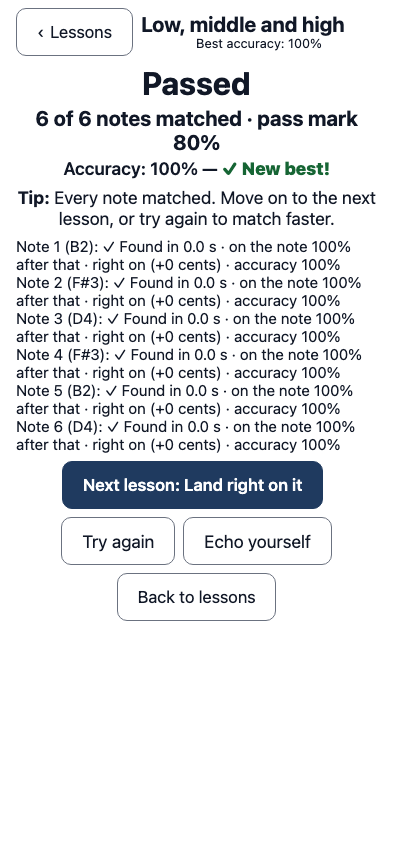 ‹ Lessons
Low, middle and high
Best accuracy: 100%
Passed
6 of 6 notes matched · pass mark
80%
Accuracy: 100% — ✓ New best!
Tip: Every note matched. Move on to the next
lesson, or try again to match faster.
Note 1 (B2): ✓ Found in 0.0 s · on the note 100%
after that · right on (+0 cents) · accuracy 100%
Note 2 (F#3): ✓ Found in 0.0 s · on the note 100%
after that · right on (+0 cents) · accuracy 100%
Note 3 (D4): ✓ Found in 0.0 s · on the note 100%
after that · right on (+0 cents) · accuracy 100%
Note 4 (F#3): ✓ Found in 0.0 s · on the note 100%
after that · right on (+0 cents) · accuracy 100%
Note 5 (B2): ✓ Found in 0.0 s · on the note 100%
after that · right on (+0 cents) · accuracy 100%
Note 6 (D4): ✓ Found in 0.0 s · on the note 100%
after that · right on (+0 cents) · accuracy 100%
Next lesson: Land right on it
Try again
Echo yourself
Back to lessons